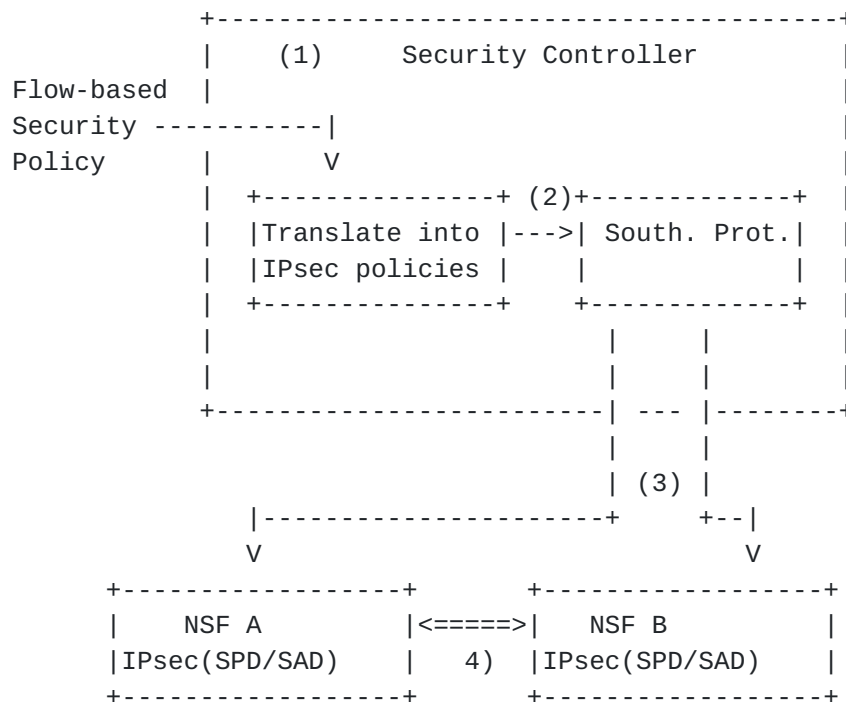 (1) Security Controller
Flow-based
Security
Policy V
(2)
Translate into South. Prot.
IPsec policies
(3)
V V
NSF A <=====> NSF B
IPsec(SPD/SAD) 4) IPsec(SPD/SAD)